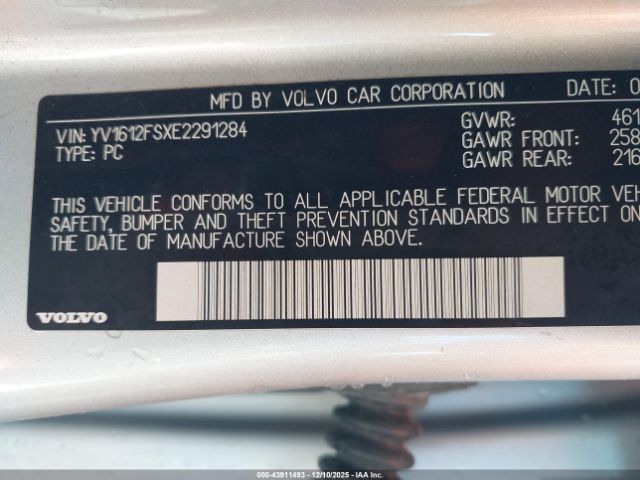 MFD BY VOLVO CAR CORPORATION DATE: 0
VIN: YV1612FSXE2291284 GVWR: 461
TYPE: PC GAWR FRONT: 258
GAWR REAR: 216
THIS VEHICLE CONFORMS TO ALL APPLICABLE FEDERAL MOTOR VEH
SAFETY, BUMPER AND THEFT PREVENTION STANDARDS IN EFFECT ON
THE DATE OF MANUFACTURE SHOWN ABOVE.
VOLVO
000-43911493 - 12/10/2025 - IAA Inc.